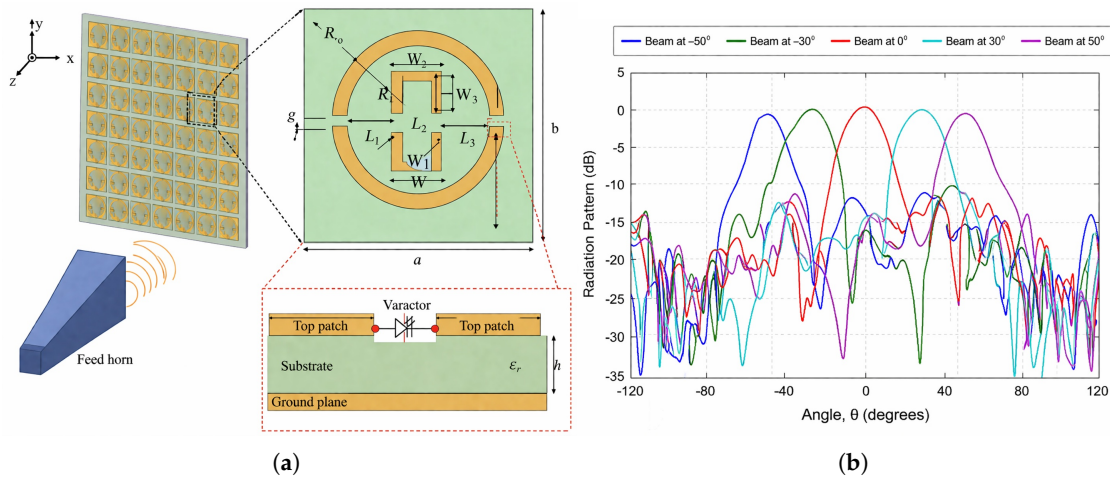 y
x
z
Feed horn
R_o
W_2
R_i
W_3
g
L_2
b
L_1
L_3
W_1
W
a
Varactor
Top patch
Top patch
Substrate
ε_r
h
Ground plane
(a)
Beam at –50° Beam at –30° Beam at 0° Beam at 30° Beam at 50°
Radiation Pattern (dB)
5
0
-5
-10
-15
-20
-25
-30
-35
-120 -80 -40 0 40 80 120
Angle, θ (degrees)
(b)